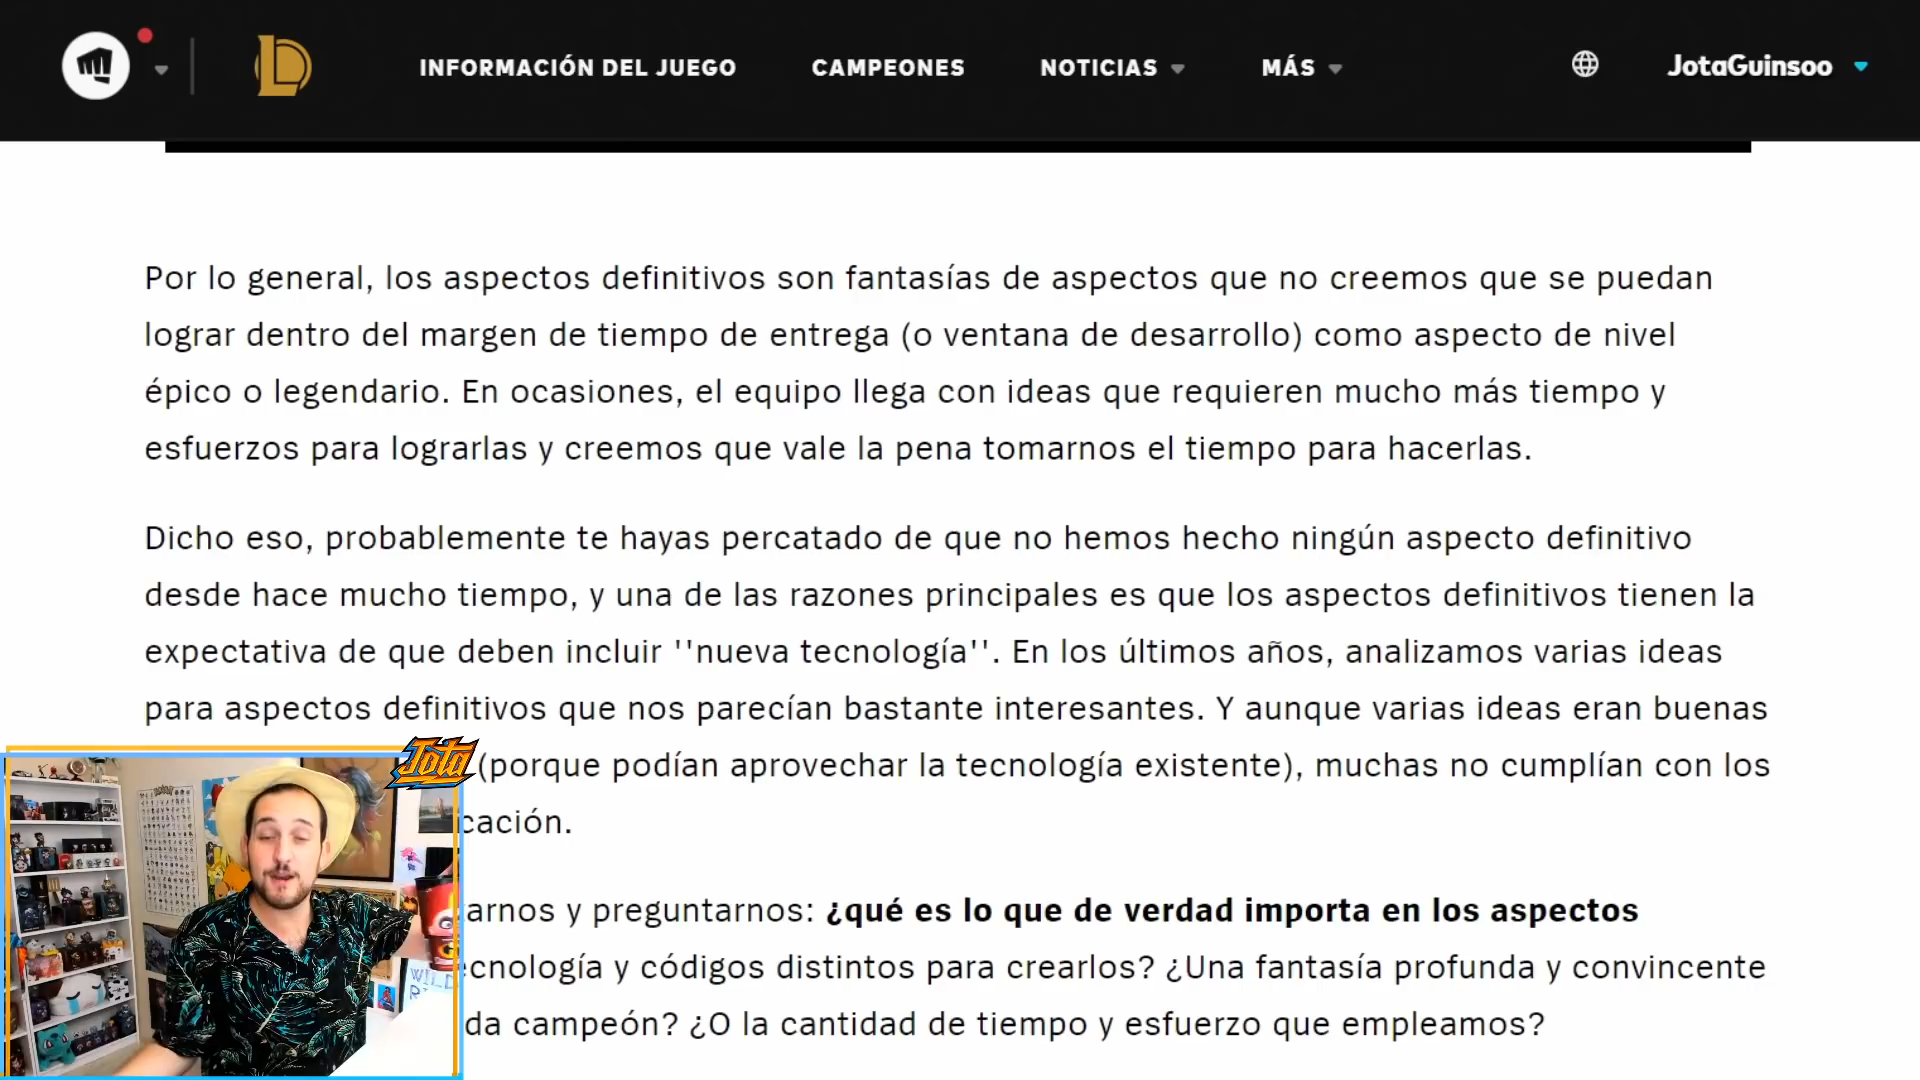 INFORMACIÓN DEL JUEGO CAMPEONES NOTICIAS MÁS JotaGuinsoo
Por lo general, los aspectos definitivos son fantasías de aspectos que no creemos que se puedan
lograr dentro del margen de tiempo de entrega (o ventana de desarrollo) como aspecto de nivel
épico o legendario. En ocasiones, el equipo llega con ideas que requieren mucho más tiempo y
esfuerzos para lograrlas y creemos que vale la pena tomarnos el tiempo para hacerlas.
Dicho eso, probablemente te hayas percatado de que no hemos hecho ningún aspecto definitivo
desde hace mucho tiempo, y una de las razones principales es que los aspectos definitivos tienen la
expectativa de que deben incluir ''nueva tecnología''. En los últimos años, analizamos varias ideas
para aspectos definitivos que nos parecían bastante interesantes. Y aunque varias ideas eran buenas
(porque podían aprovechar la tecnología existente), muchas no cumplían con los
cación.
arnos y preguntarnos: ¿qué es lo que de verdad importa en los aspectos
ecnología y códigos distintos para crearlos? ¿Una fantasía profunda y convincente
da campeón? ¿O la cantidad de tiempo y esfuerzo que empleamos?
Jota
WILD